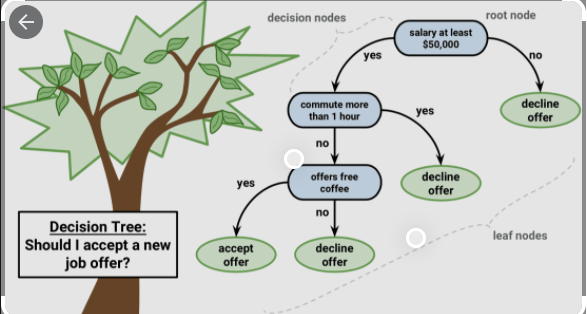 decision nodes
root node
salary at least
$50,000
yes
no
commute more
than 1 hour
decline
offer
yes
no
offers free
coffee
decline
offer
yes
no
accept
offer
decline
offer
leaf nodes
Decision Tree:
Should I accept a new
job offer?